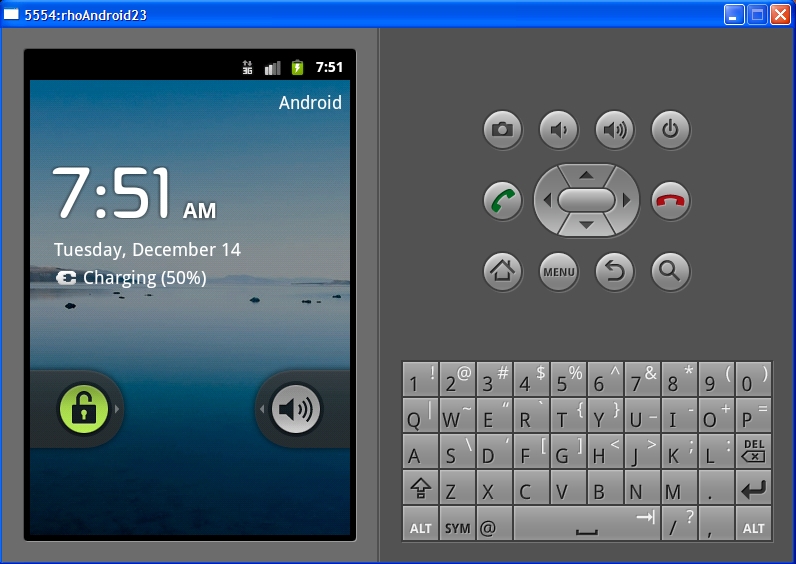 5554:rhoAndroid23
3G 7:51
Android
7:51 AM
Tuesday, December 14
Charging (50%)
MENU
1 ! 2 @ 3 # 4 $ 5 % 6 ^ 7 & 8 * 9 ( 0 )
Q | W ~ E “ R ` T { Y } U _ I - O + P =
A S \ D ‘ F [ G ] H < J > K ; L : DEL
Z X C V B N M .
ALT SYM @ / ? , ALT